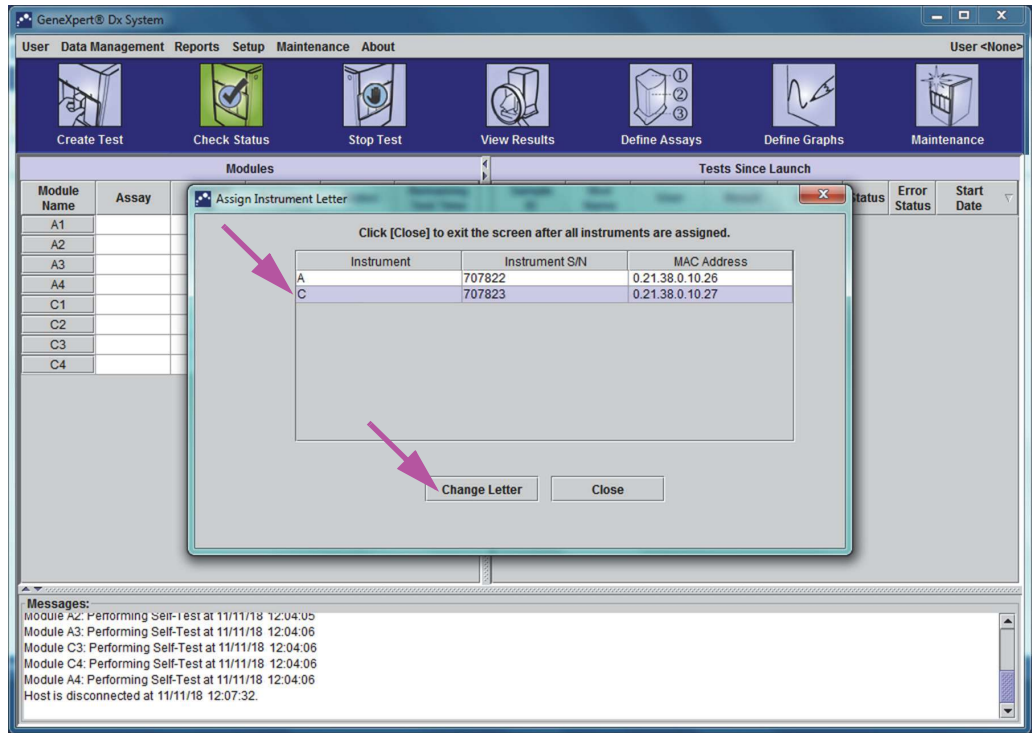 GeneXpert® Dx System
User Data Management Reports Setup Maintenance About User <None>
Create Test Check Status Stop Test View Results Define Assays Define Graphs Maintenance
Modules Tests Since Launch
Module Name Assay Status Error Status Start Date
A1
A2
A3
A4
C1
C2
C3
C4
Assign Instrument Letter
Click [Close] to exit the screen after all instruments are assigned.
Instrument Instrument S/N MAC Address
A 707822 0.21.38.0.10.26
C 707823 0.21.38.0.10.27
Change Letter Close
Messages:
Module A2: Performing Self-Test at 11/11/18 12:04:05
Module A3: Performing Self-Test at 11/11/18 12:04:06
Module C3: Performing Self-Test at 11/11/18 12:04:06
Module C4: Performing Self-Test at 11/11/18 12:04:06
Module A4: Performing Self-Test at 11/11/18 12:04:06
Host is disconnected at 11/11/18 12:07:32.